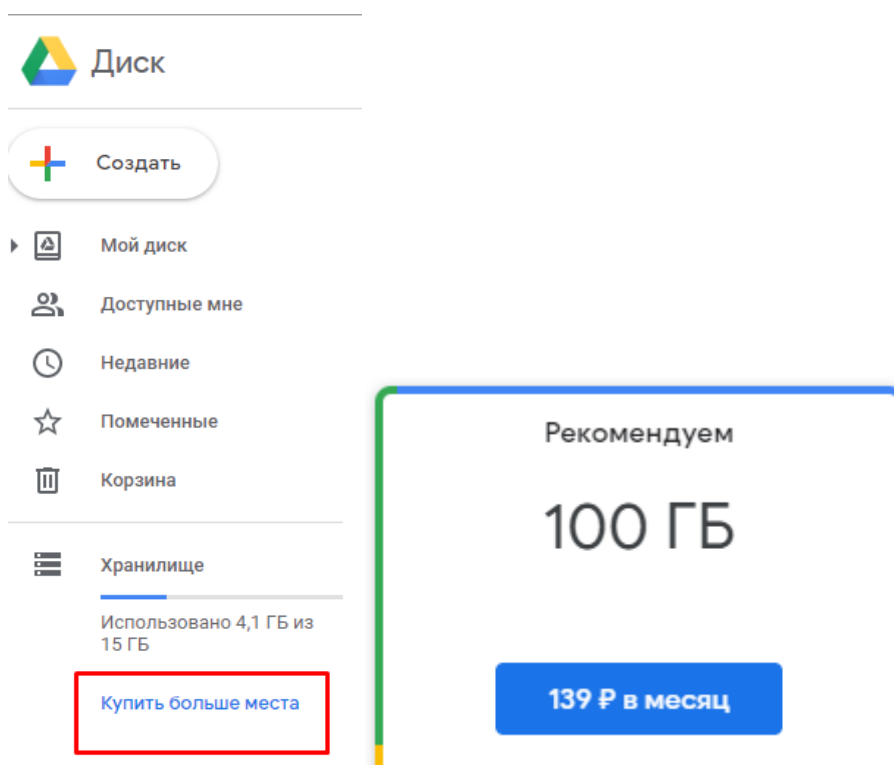 Диск
Создать
Мой диск
Доступные мне
Недавние
Помеченные
Корзина
Хранилище
Использовано 4,1 ГБ из
15 ГБ
Купить больше места
Рекомендуем
100 ГБ
139 ₽ в месяц